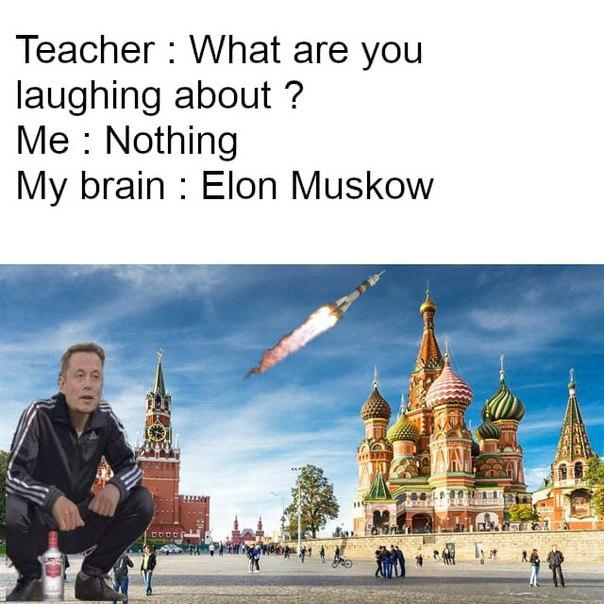 Teacher : What are you
laughing about ?
Me : Nothing
My brain : Elon Muskow